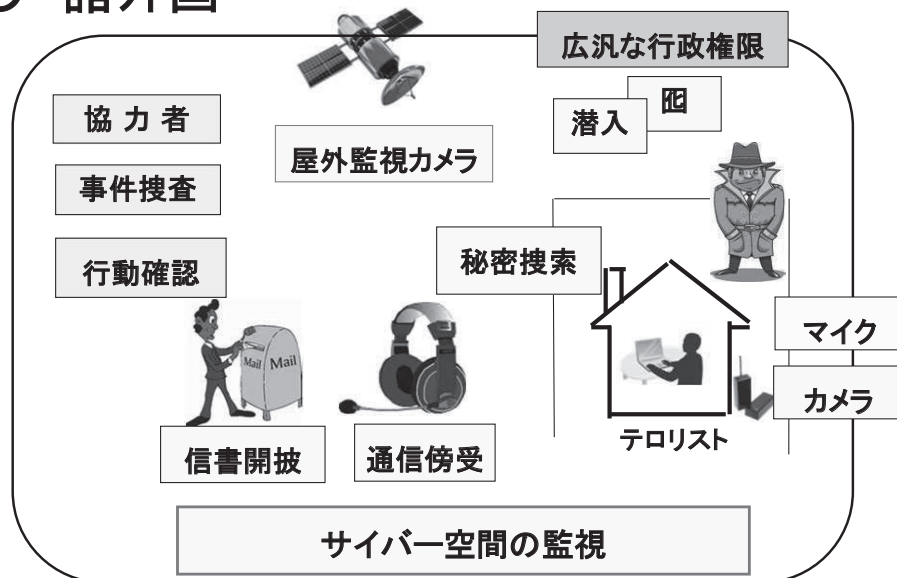 諸外国
広汎な行政権限
協力者
囮
潜入
屋外監視カメラ
事件捜査
秘密捜索
行動確認
マイク
Mail Mail
カメラ
テロリスト
信書開披
通信傍受
サイバー空間の監視